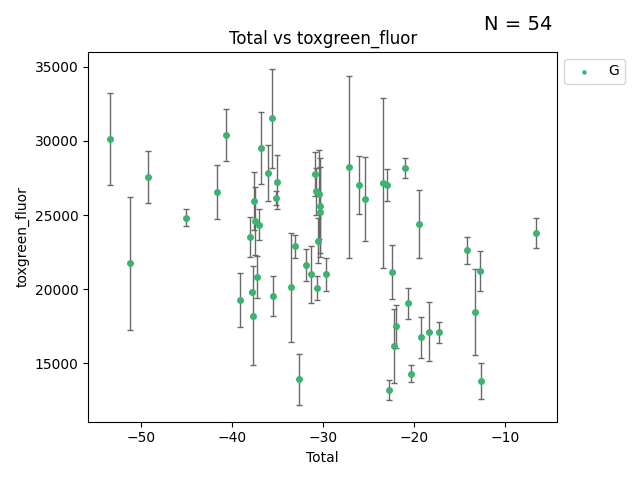 N = 54
Total vs toxgreen_fluor
G
35000
30000
25000
20000
15000
toxgreen_fluor
−50 −40 −30 −20 −10
Total